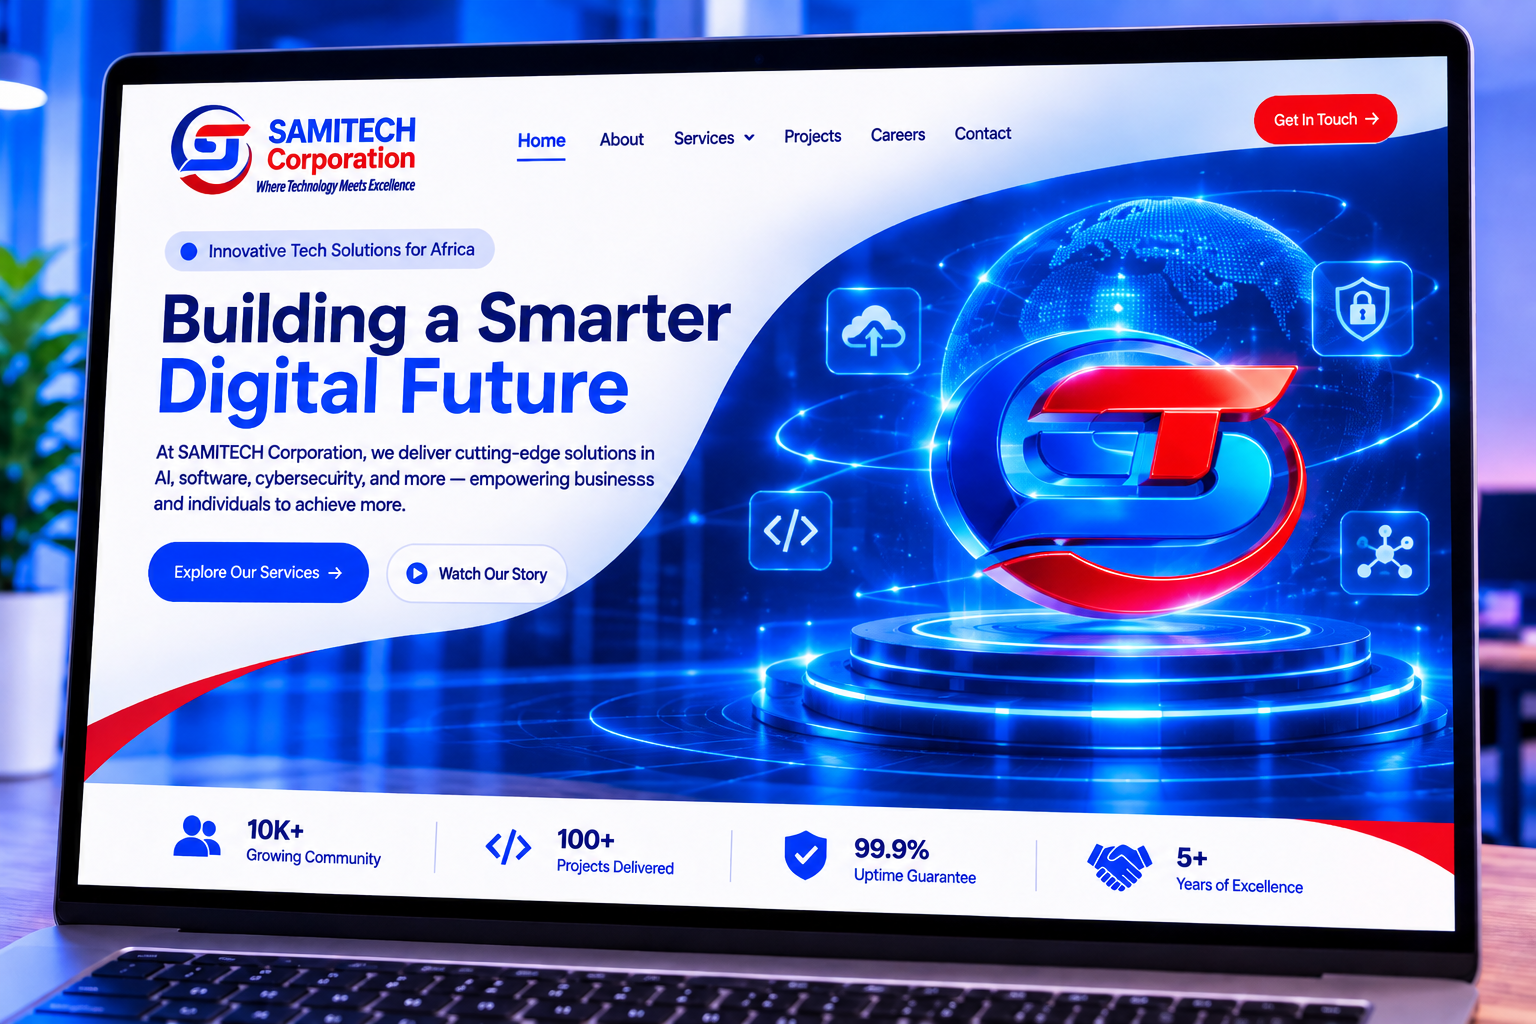 SAMITECH
Corporation
Where Technology Meets Excellence
Home
About
Services
Projects
Careers
Contact
Get In Touch →
Innovative Tech Solutions for Africa
Building a Smarter
Digital Future
At SAMITECH Corporation, we deliver cutting-edge solutions in
AI, software, cybersecurity, and more — empowering businesss
and individuals to achieve more.
Explore Our Services →
Watch Our Story
</>
10K+
Growing Community
</>
100+
Projects Delivered
99.9%
Uptime Guarantee
5+
Years of Excellence